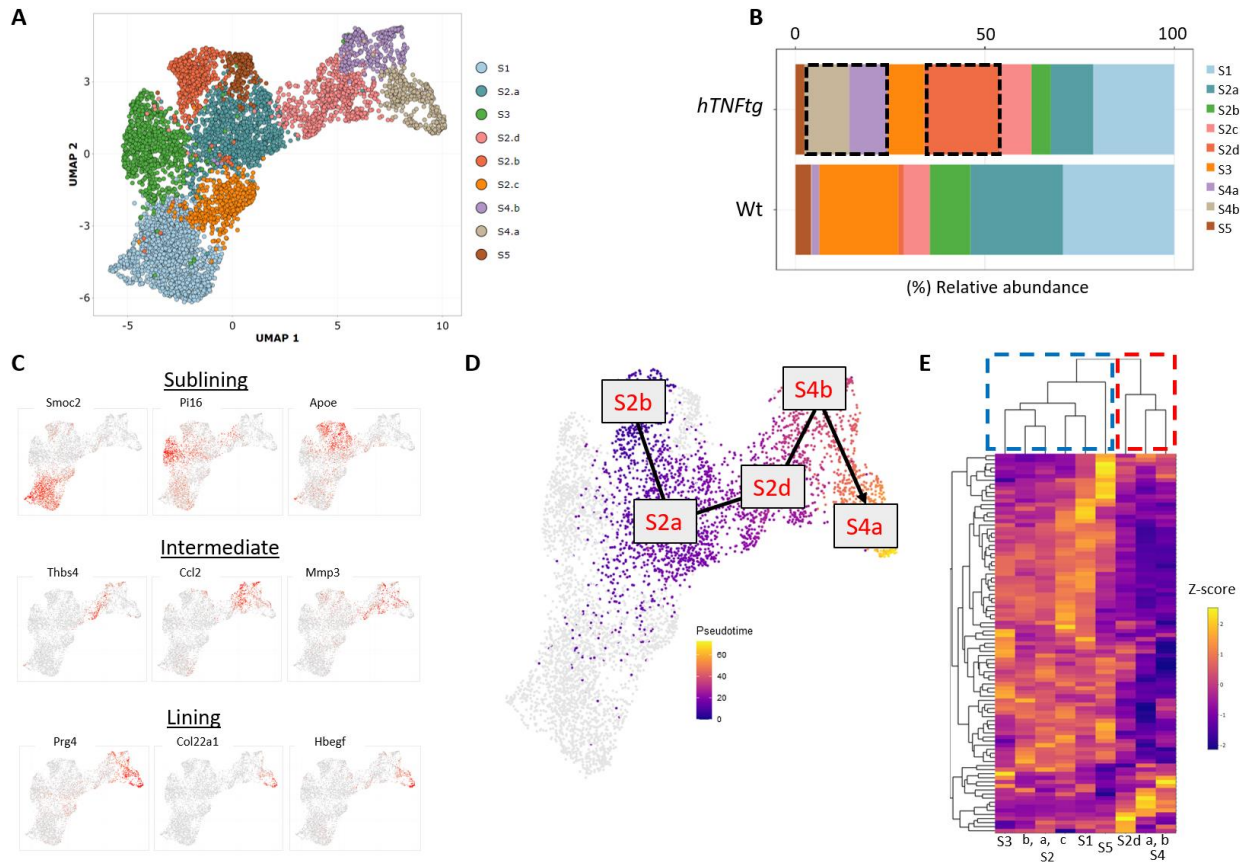 A
3
0
-3
-6
UMAP 2
-5
0
5
10
UMAP 1
S1
S2.a
S3
S2.d
S2.b
S2.c
S4.b
S4.a
S5
B
0
50
100
hTNFtg
Wt
(%) Relative abundance
S1
S2a
S2b
S2c
S2d
S3
S4a
S4b
S5
C
Sublining
Smoc2
Pi16
Apoe
Intermediate
Thbs4
Ccl2
Mmp3
Lining
Prg4
Col22a1
Hbegf
D
S2b
S4b
S2d
S2a
S4a
Pseudotime
60
40
20
0
E
Z-score
2
1
0
-1
-2
S3 b, a, c S1 S5 S2d a, b
S2 S4